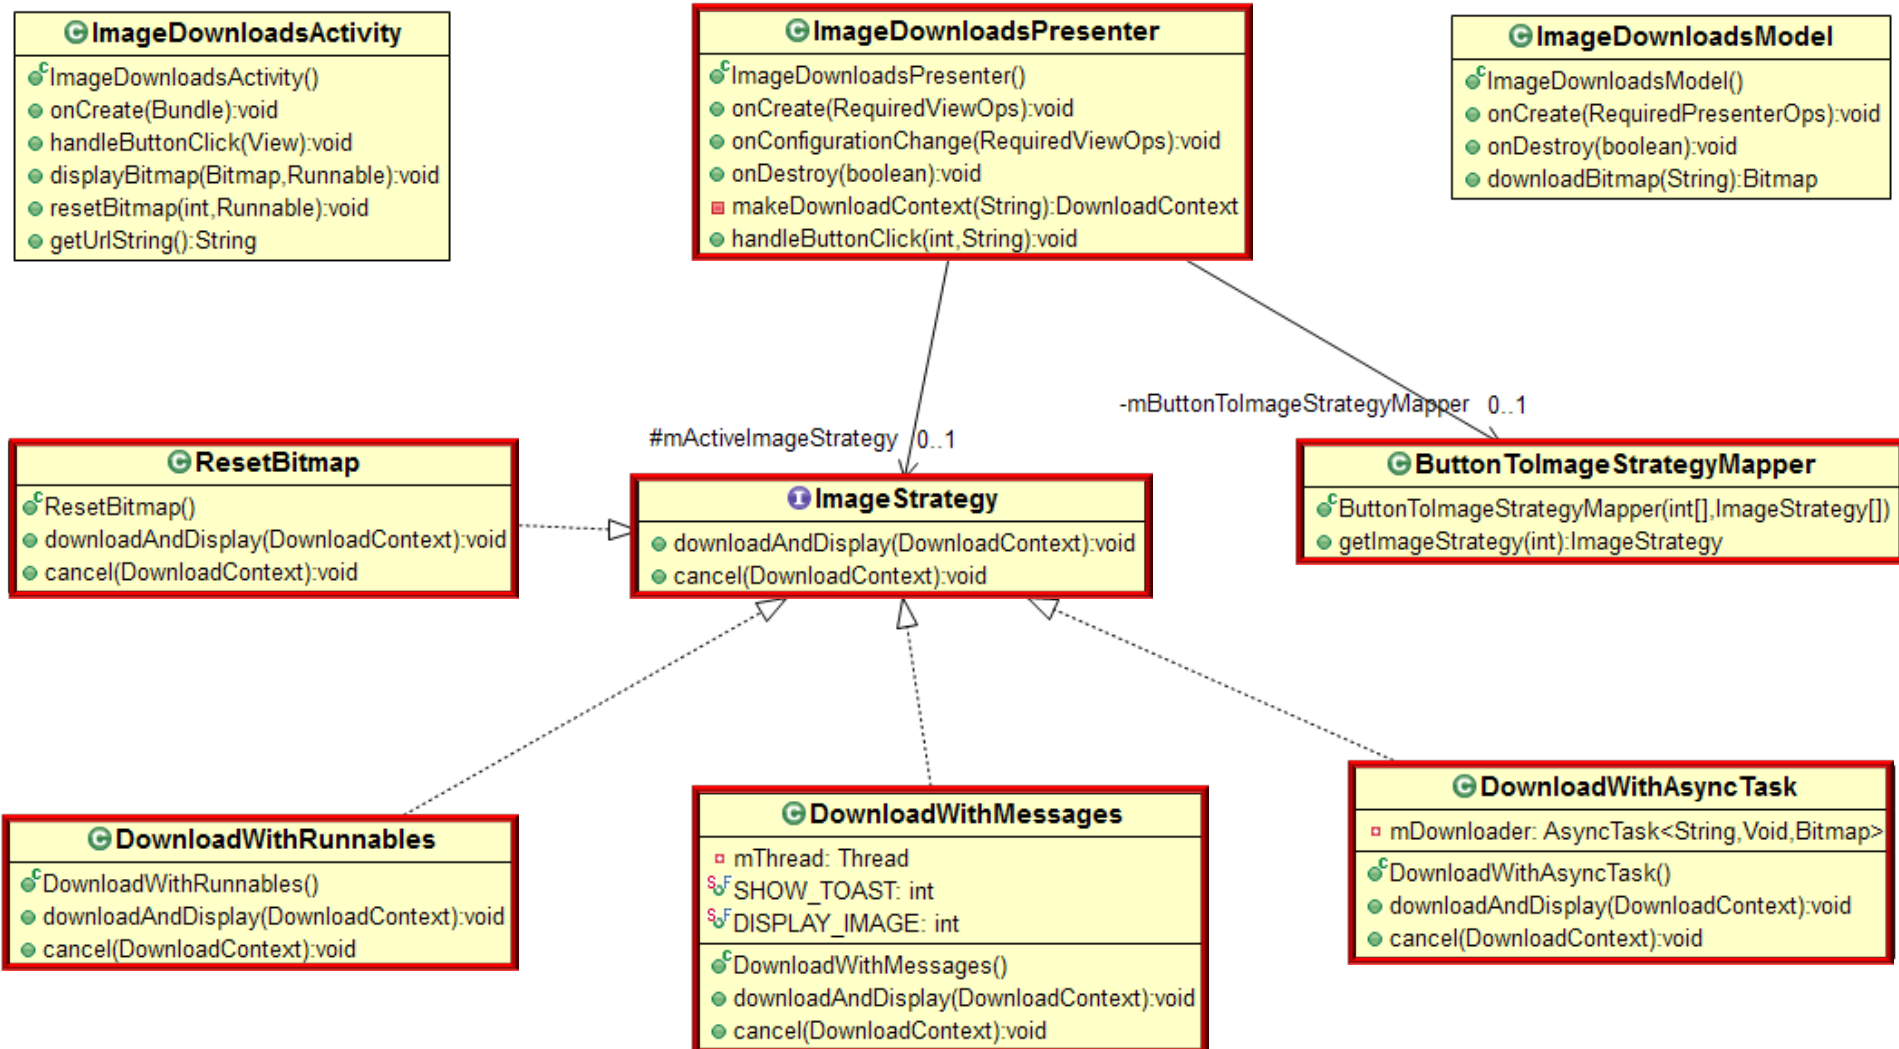 ImageDownloadsActivity
ImageDownloadsActivity()
onCreate(Bundle):void
handleButtonClick(View):void
displayBitmap(Bitmap,Runnable):void
resetBitmap(int,Runnable):void
getUrlString():String
ImageDownloadsPresenter
ImageDownloadsPresenter()
onCreate(RequiredViewOps):void
onConfigurationChange(RequiredViewOps):void
onDestroy(boolean):void
makeDownloadContext(String):DownloadContext
handleButtonClick(int,String):void
ImageDownloadsModel
ImageDownloadsModel()
onCreate(RequiredPresenterOps):void
onDestroy(boolean):void
downloadBitmap(String):Bitmap
-mButtonToImageStrategyMapper 0..1
#mActiveImageStrategy 0..1
ResetBitmap
ResetBitmap()
downloadAndDisplay(DownloadContext):void
cancel(DownloadContext):void
ImageStrategy
downloadAndDisplay(DownloadContext):void
cancel(DownloadContext):void
ButtonToImageStrategyMapper
ButtonToImageStrategyMapper(int[],ImageStrategy[])
getImageStrategy(int):ImageStrategy
DownloadWithRunnables
DownloadWithRunnables()
downloadAndDisplay(DownloadContext):void
cancel(DownloadContext):void
DownloadWithMessages
mThread: Thread
SHOW_TOAST: int
DISPLAY_IMAGE: int
DownloadWithMessages()
downloadAndDisplay(DownloadContext):void
cancel(DownloadContext):void
DownloadWithAsyncTask
mDownloader: AsyncTask<String,Void,Bitmap>
DownloadWithAsyncTask()
downloadAndDisplay(DownloadContext):void
cancel(DownloadContext):void